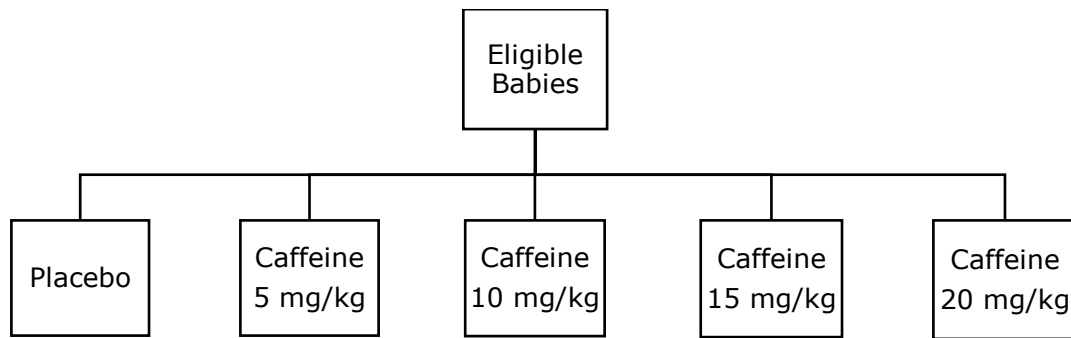 Eligible
Babies
Placebo
Caffeine
5 mg/kg
Caffeine
10 mg/kg
Caffeine
15 mg/kg
Caffeine
20 mg/kg